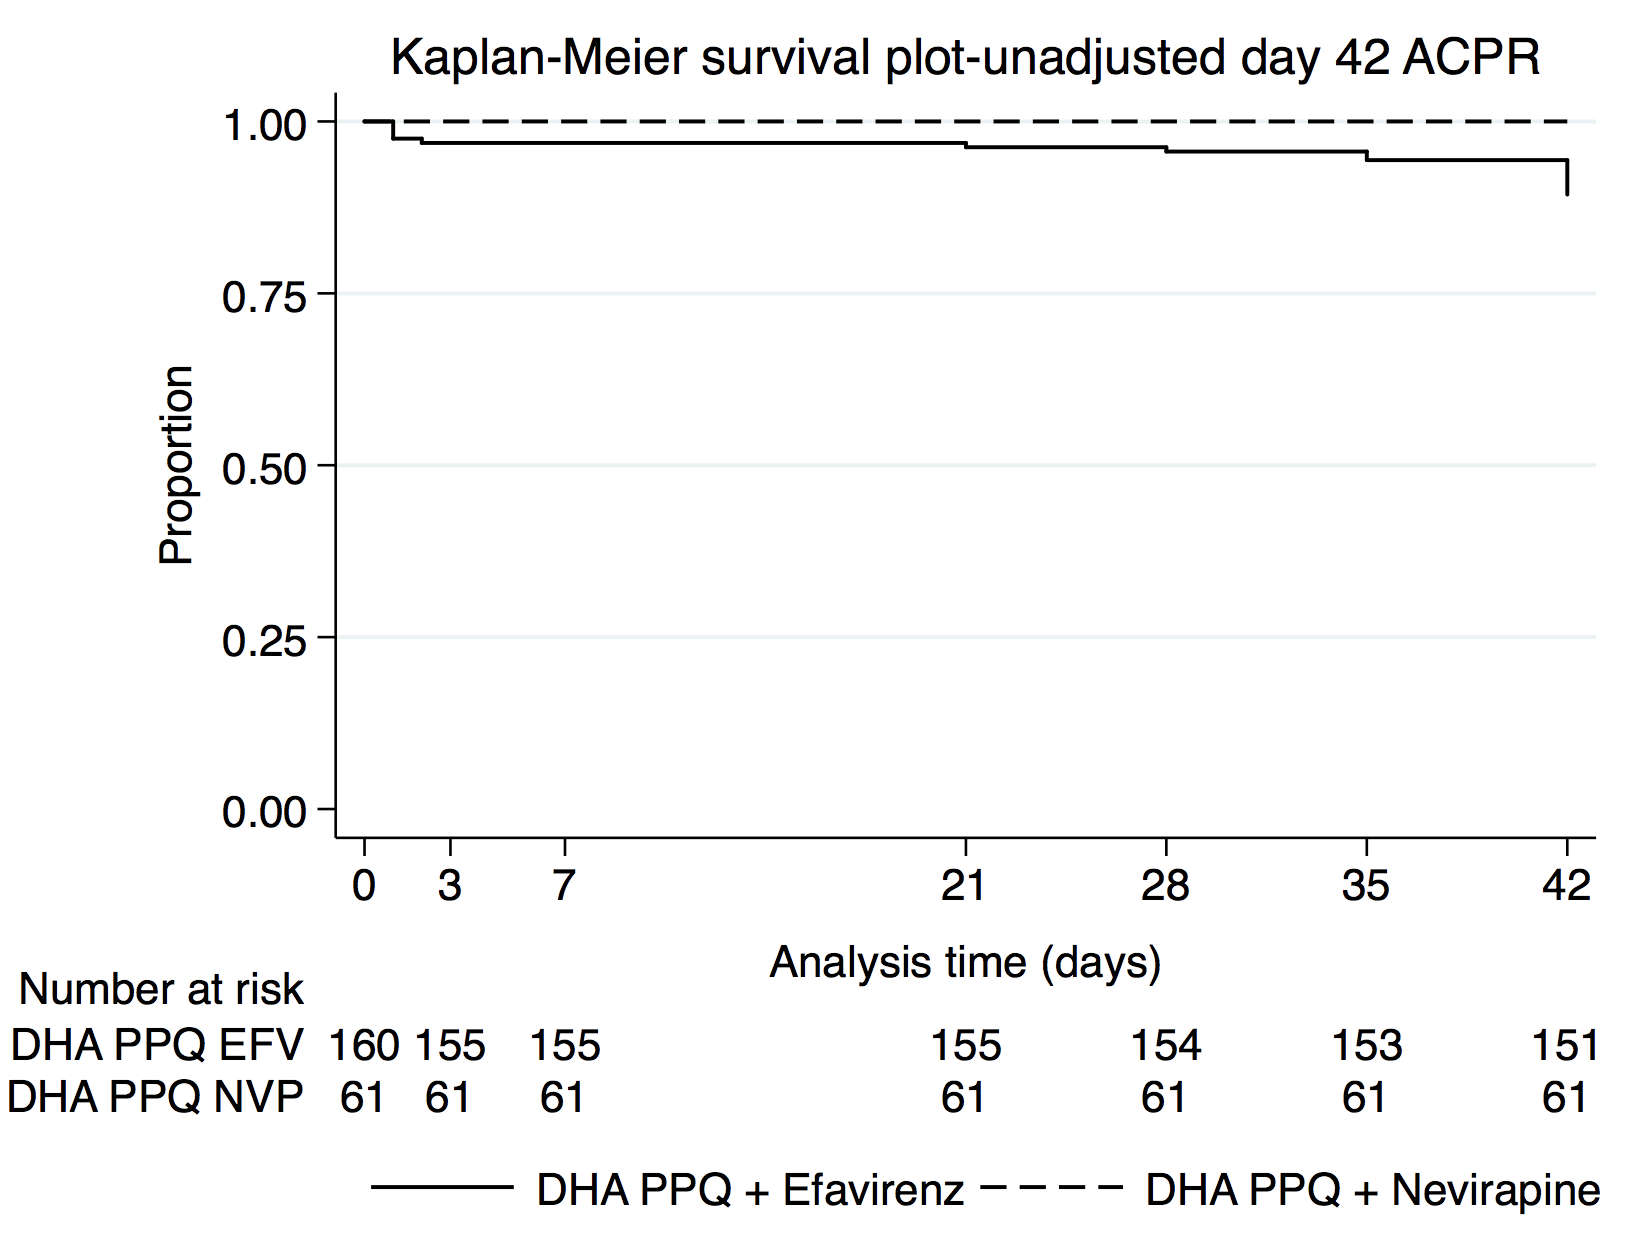 Kaplan-Meier survival plot-unadjusted day 42 ACPR
1.00
0.75
0.50
0.25
0.00
Proportion
0 3 7 21 28 35 42
Analysis time (days)
Number at risk
DHA PPQ EFV 160 155 155 155 154 153 151
DHA PPQ NVP 61 61 61 61 61 61 61
DHA PPQ + Efavirenz DHA PPQ + Nevirapine